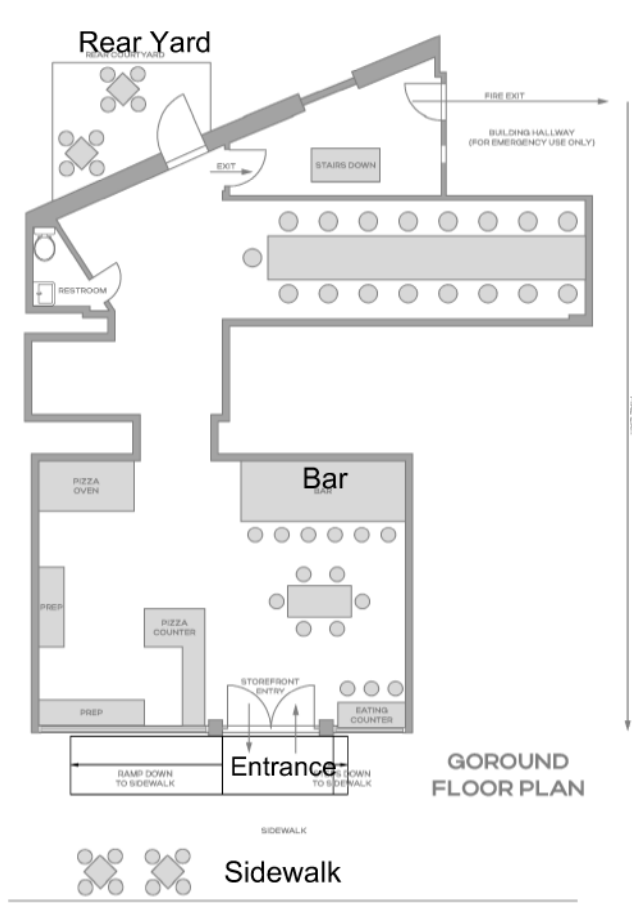 Rear Yard
REAR COURTYARD
FIRE EXIT
BUILDING HALLWAY
(FOR EMERGENCY USE ONLY)
EXIT
STAIRS DOWN
RESTROOM
PIZZA
OVEN
Bar
BAR
PREP
PIZZA
COUNTER
STOREFRONT
ENTRY
PREP
EATING
COUNTER
Entrance
RAMP DOWN
TO SIDEWALK
DOWN
TO SIDEWALK
GOROUND
FLOOR PLAN
SIDEWALK
Sidewalk